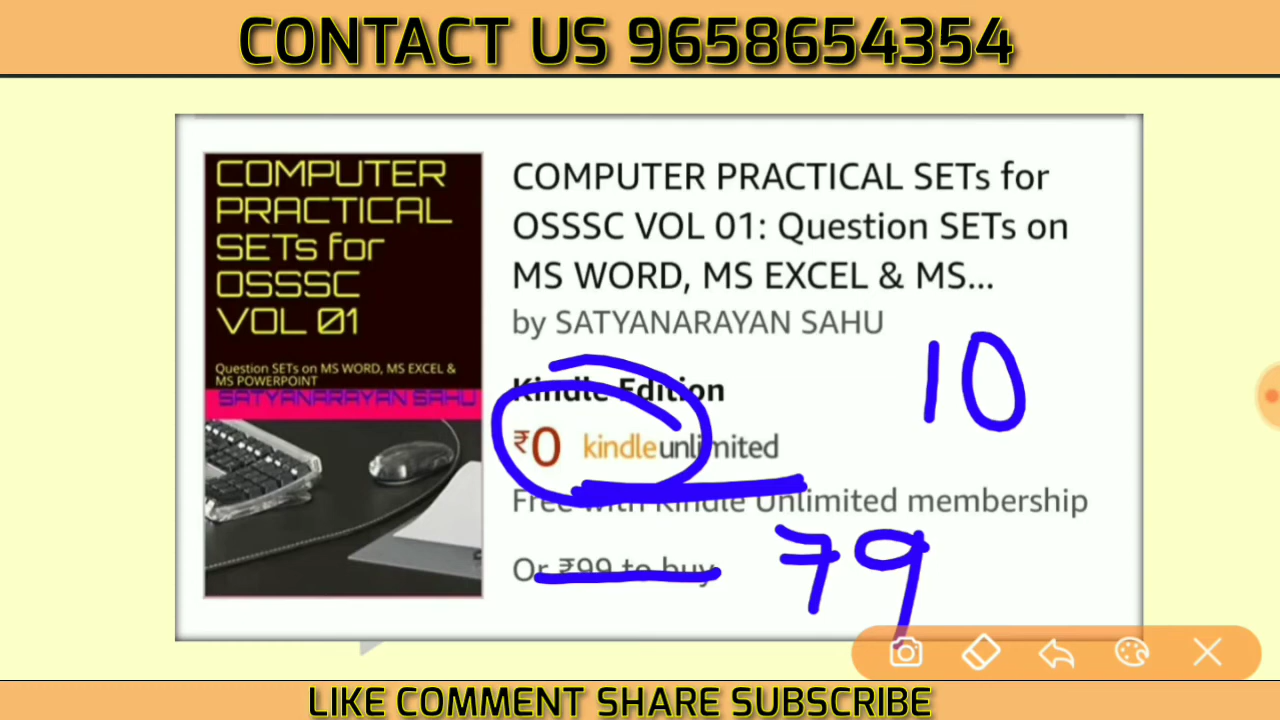 CONTACT US 9658654354
COMPUTER
PRACTICAL
SETs for
OSSSC
VOL 01
Question SETs on MS WORD, MS EXCEL &
MS POWERPOINT
SATYANARAYAN SAHU
COMPUTER PRACTICAL SETs for
OSSSC VOL 01: Question SETs on
MS WORD, MS EXCEL & MS...
by SATYANARAYAN SAHU
Kindle Edition
₹0 kindleunlimited
Free with Kindle Unlimited membership
Or ₹99 to buy
10
79
LIKE COMMENT SHARE SUBSCRIBE